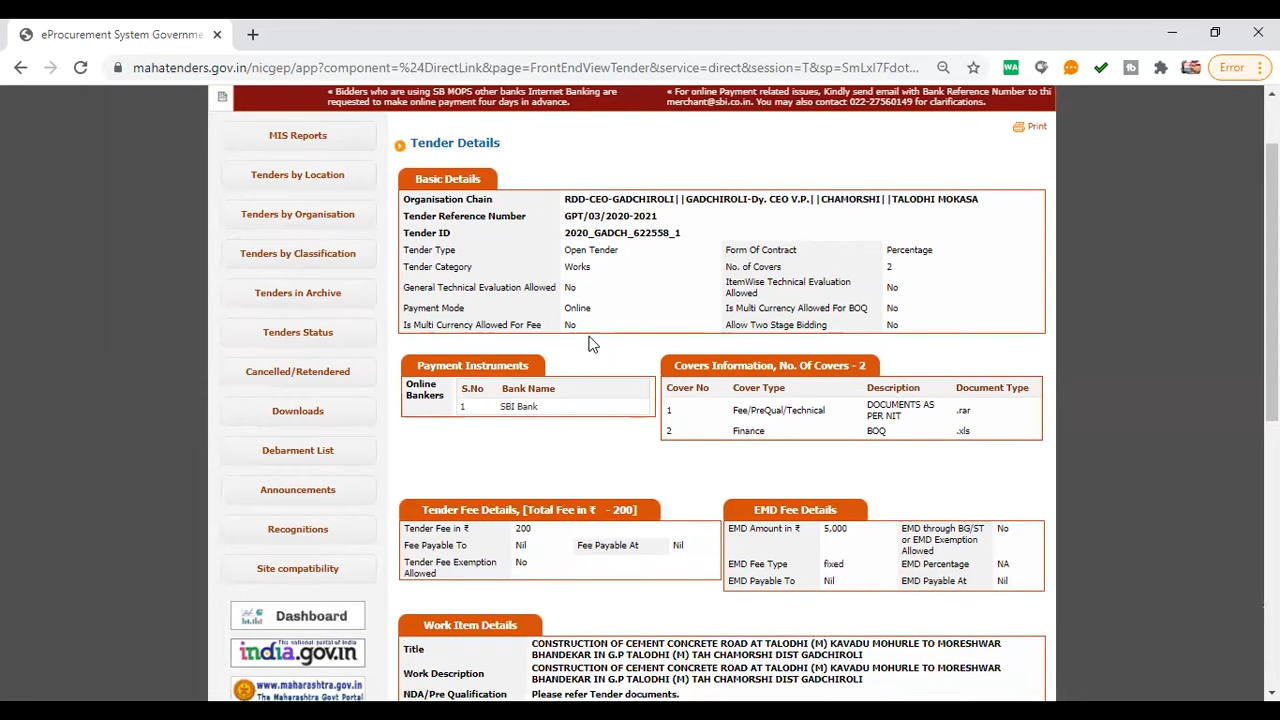 eProcurement System Governme
mahatenders.gov.in/nicgep/app?component=%24DirectLink&page=FrontEndViewTender&service=direct&session=T&sp=SmLxI7Fdot...
WA
Error
« Bidders who are using SB MOPS other banks Internet Banking are
requested to make online payment four days in advance.
« For online Payment related issues, Kindly send email with Bank Reference Number to thi
merchant@sbi.co.in. You may also contact 022-27560149 for clarifications.
MIS Reports
Tenders by Location
Tenders by Organisation
Tenders by Classification
Tenders in Archive
Tenders Status
Cancelled/Retendered
Downloads
Debarment List
Announcements
Recognitions
Site compatibility
Dashboard
The national portal of India
india.gov.in
www.maharashtra.gov.in
The Maharashtra Govt Portal
Print
Tender Details
Basic Details
Organisation Chain RDD-CEO-GADCHIROLI||GADCHIROLI-Dy. CEO V.P.||CHAMORSHI||TALODHI MOKASA
Tender Reference Number GPT/03/2020-2021
Tender ID 2020_GADCH_622558_1
Tender Type Open Tender Form Of Contract Percentage
Tender Category Works No. of Covers 2
General Technical Evaluation Allowed No ItemWise Technical Evaluation
Allowed No
Payment Mode Online Is Multi Currency Allowed For BOQ No
Is Multi Currency Allowed For Fee No Allow Two Stage Bidding No
Payment Instruments
Online
Bankers
S.No Bank Name
1 SBI Bank
Covers Information, No. Of Covers - 2
Cover No Cover Type Description Document Type
1 Fee/PreQual/Technical DOCUMENTS AS
PER NIT .rar
2 Finance BOQ .xls
Tender Fee Details, [Total Fee in ₹ - 200]
Tender Fee in ₹ 200
Fee Payable To Nil Fee Payable At Nil
Tender Fee Exemption
Allowed No
EMD Fee Details
EMD Amount in ₹ 5,000 EMD through BG/ST
or EMD Exemption
Allowed No
EMD Fee Type fixed EMD Percentage NA
EMD Payable To Nil EMD Payable At Nil
Work Item Details
Title CONSTRUCTION OF CEMENT CONCRETE ROAD AT TALODHI (M) KAVADU MOHURLE TO MORESHWAR
BHANDEKAR IN G.P TALODHI (M) TAH CHAMORSHI DIST GADCHIROLI
Work Description CONSTRUCTION OF CEMENT CONCRETE ROAD AT TALODHI (M) KAVADU MOHURLE TO MORESHWAR
BHANDEKAR IN G.P TALODHI (M) TAH CHAMORSHI DIST GADCHIROLI
NDA/Pre Qualification Please refer Tender documents.